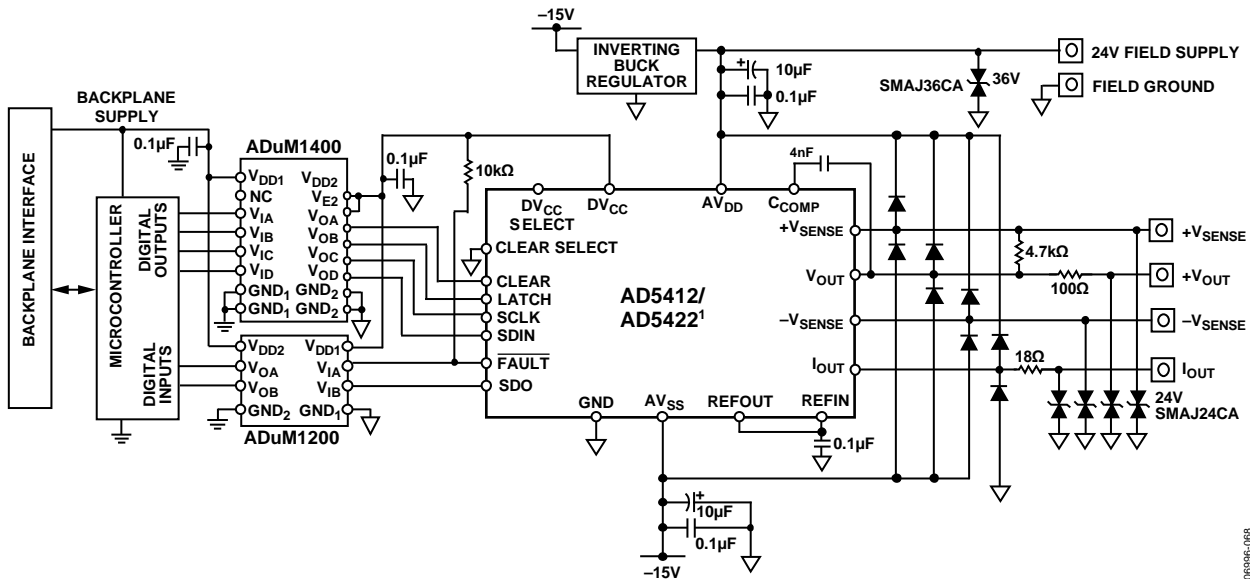 –15V
INVERTING
BUCK
REGULATOR
+
10µF
0.1µF
SMAJ36CA
36V
24V FIELD SUPPLY
FIELD GROUND
BACKPLANE INTERFACE
BACKPLANE
SUPPLY
0.1µF
MICROCONTROLLER
DIGITAL
OUTPUTS
DIGITAL
INPUTS
ADuM1400
VDD1
NC
VIA
VIB
VIC
VID
GND1
GND1
VDD2
VE2
VOA
VOB
VOC
VOD
GND2
GND2
VDD2
VOA
VOB
GND2
VDD1
VIA
VIB
GND1
ADuM1200
0.1µF
10kΩ
4nF
DVCC
SELECT
DVCC
AVDD
CCOMP
CLEAR SELECT
CLEAR
LATCH
SCLK
SDIN
FAULT
SDO
AD5412/
AD54221
+VSENSE
VOUT
–VSENSE
IOUT
GND
AVSS
REFOUT
REFIN
0.1µF
4.7kΩ
100Ω
18Ω
+VSENSE
+VOUT
–VSENSE
IOUT
24V
SMAJ24CA
+
10µF
0.1µF
–15V
06996-068